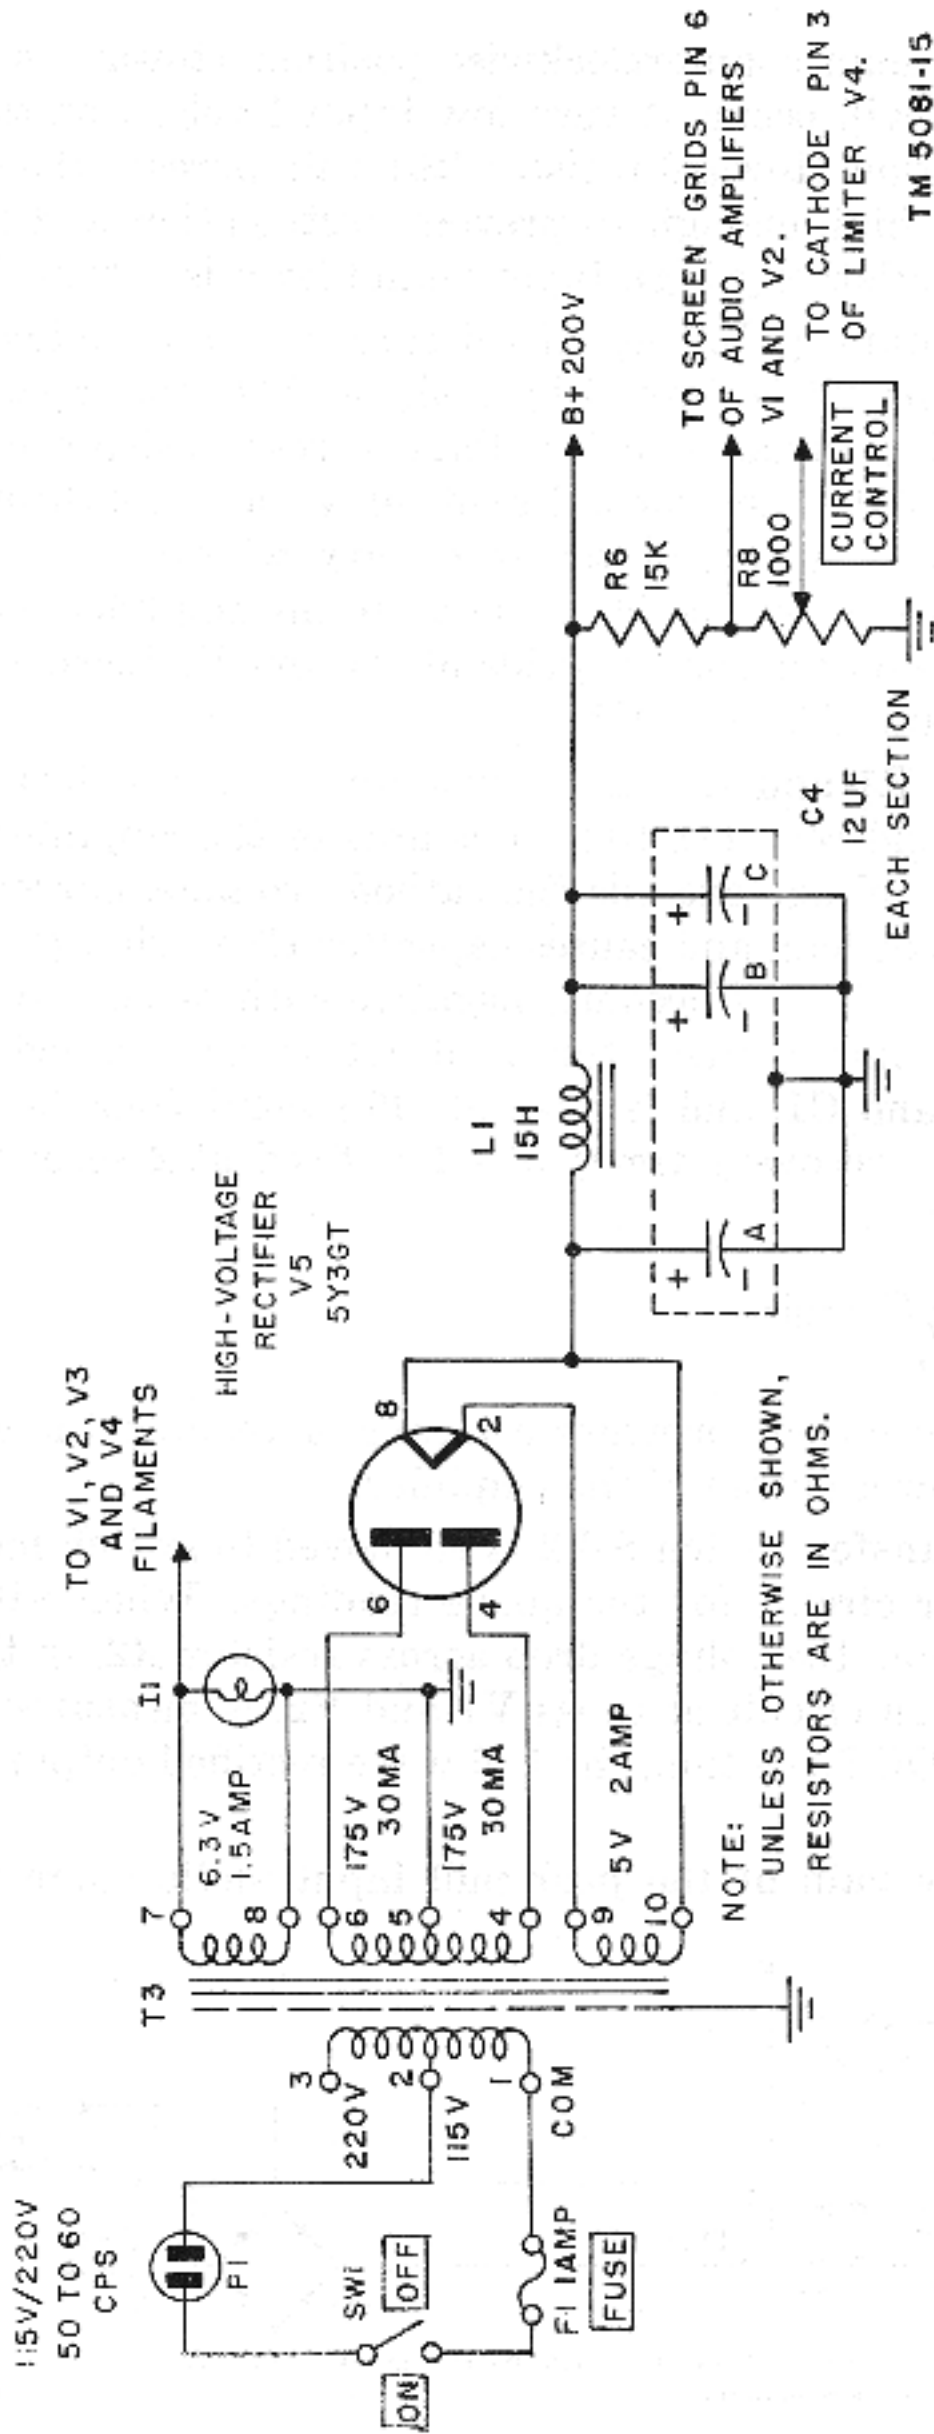 115V/220V
50 TO 60
CPS
P1
SW1
OFF
ON
F1 1AMP
FUSE
3
220V
2
115V
1
COM
T3
7
6.3V
1.5AMP
8
6
175V
30MA
5
175V
30MA
4
9
5V 2AMP
10
I1
TO V1, V2, V3
AND V4
FILAMENTS
HIGH-VOLTAGE
RECTIFIER
V5
5Y3GT
6
4
8
2
L1
15H
+
-
A
+
-
B
+
-
C
C4
12UF
EACH SECTION
B+ 200V
R6
15K
R8
1000
TO SCREEN GRIDS PIN 6
OF AUDIO AMPLIFIERS
V1 AND V2.
TO CATHODE PIN 3
OF LIMITER V4.
CURRENT
CONTROL
NOTE:
UNLESS OTHERWISE SHOWN,
RESISTORS ARE IN OHMS.
TM 5081-15